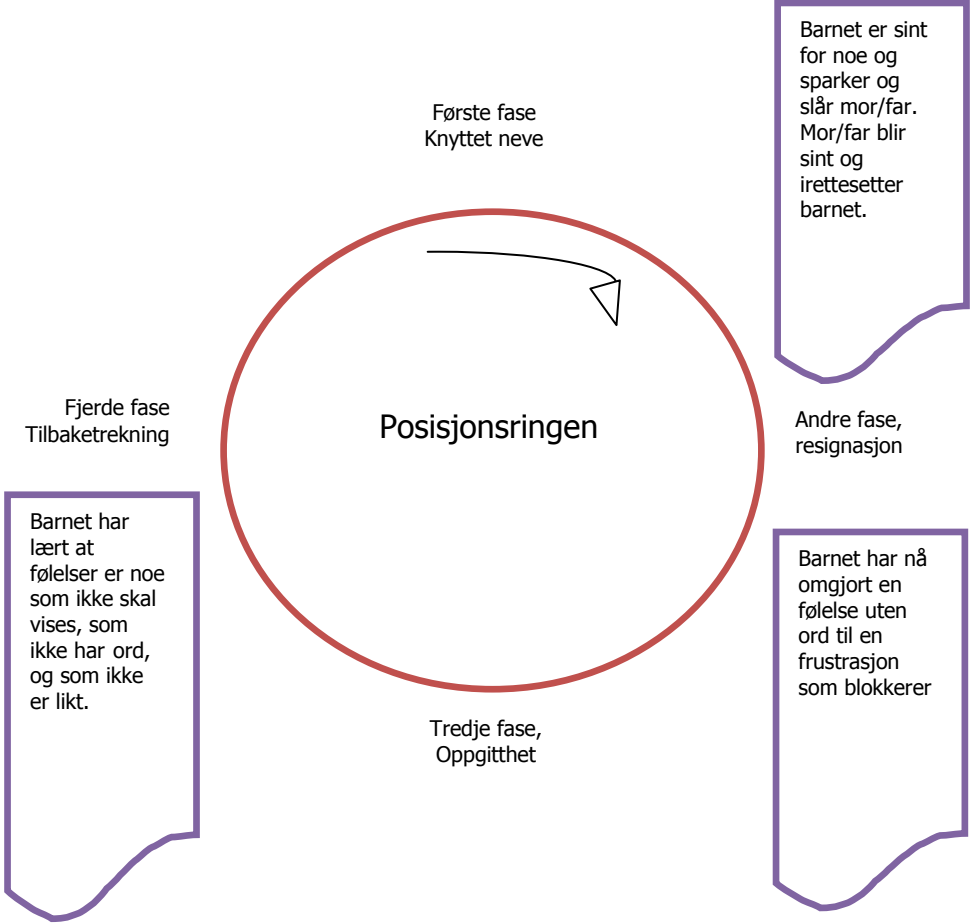 Første fase
Knyttet neve
Barnet er sint
for noe og
sparker og
slår mor/far.
Mor/far blir
sint og
irettesetter
barnet.
Posisjonsringen
Andre fase,
resignasjon
Barnet har nå
omgjort en
følelse uten
ord til en
frustrasjon
som blokkerer
Tredje fase,
Oppgitthet
Fjerde fase
Tilbaketrekning
Barnet har
lært at
følelser er noe
som ikke skal
vises, som
ikke har ord,
og som ikke
er likt.